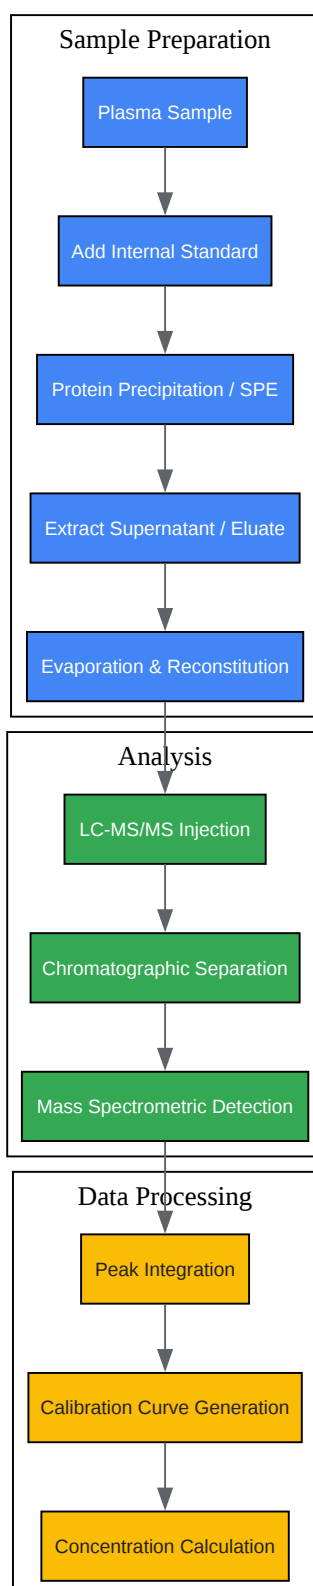 Sample Preparation
Plasma Sample
Add Internal Standard
Protein Precipitation / SPE
Extract Supernatant / Eluate
Evaporation & Reconstitution
Analysis
LC-MS/MS Injection
Chromatographic Separation
Mass Spectrometric Detection
Data Processing
Peak Integration
Calibration Curve Generation
Concentration Calculation